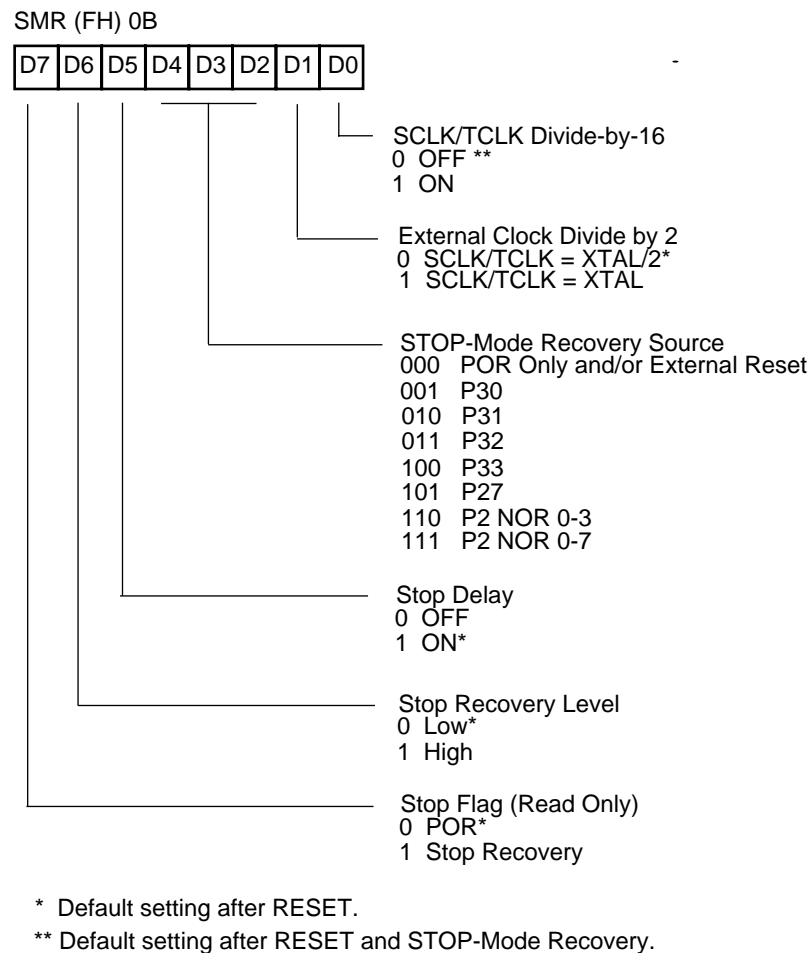 SMR (FH) 0B
D7 D6 D5 D4 D3 D2 D1 D0
-
SCLK/TCLK Divide-by-16
0 OFF **
1 ON
External Clock Divide by 2
0 SCLK/TCLK = XTAL/2*
1 SCLK/TCLK = XTAL
STOP-Mode Recovery Source
000 POR Only and/or External Reset
001 P30
010 P31
011 P32
100 P33
101 P27
110 P2 NOR 0-3
111 P2 NOR 0-7
Stop Delay
0 OFF
1 ON*
Stop Recovery Level
0 Low*
1 High
Stop Flag (Read Only)
0 POR*
1 Stop Recovery
* Default setting after RESET.
** Default setting after RESET and STOP-Mode Recovery.